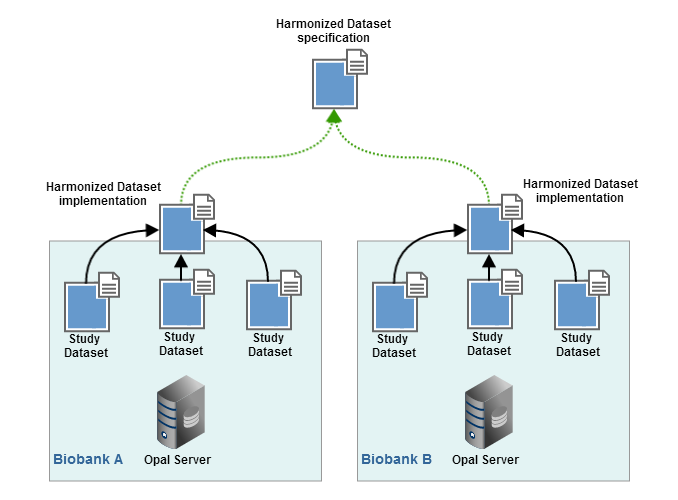 Harmonized Dataset
specification
Harmonized Dataset
implementation
Harmonized Dataset
implementation
Study
Dataset
Study
Dataset
Study
Dataset
Study
Dataset
Study
Dataset
Study
Dataset
Biobank A
Opal Server
Biobank B
Opal Server